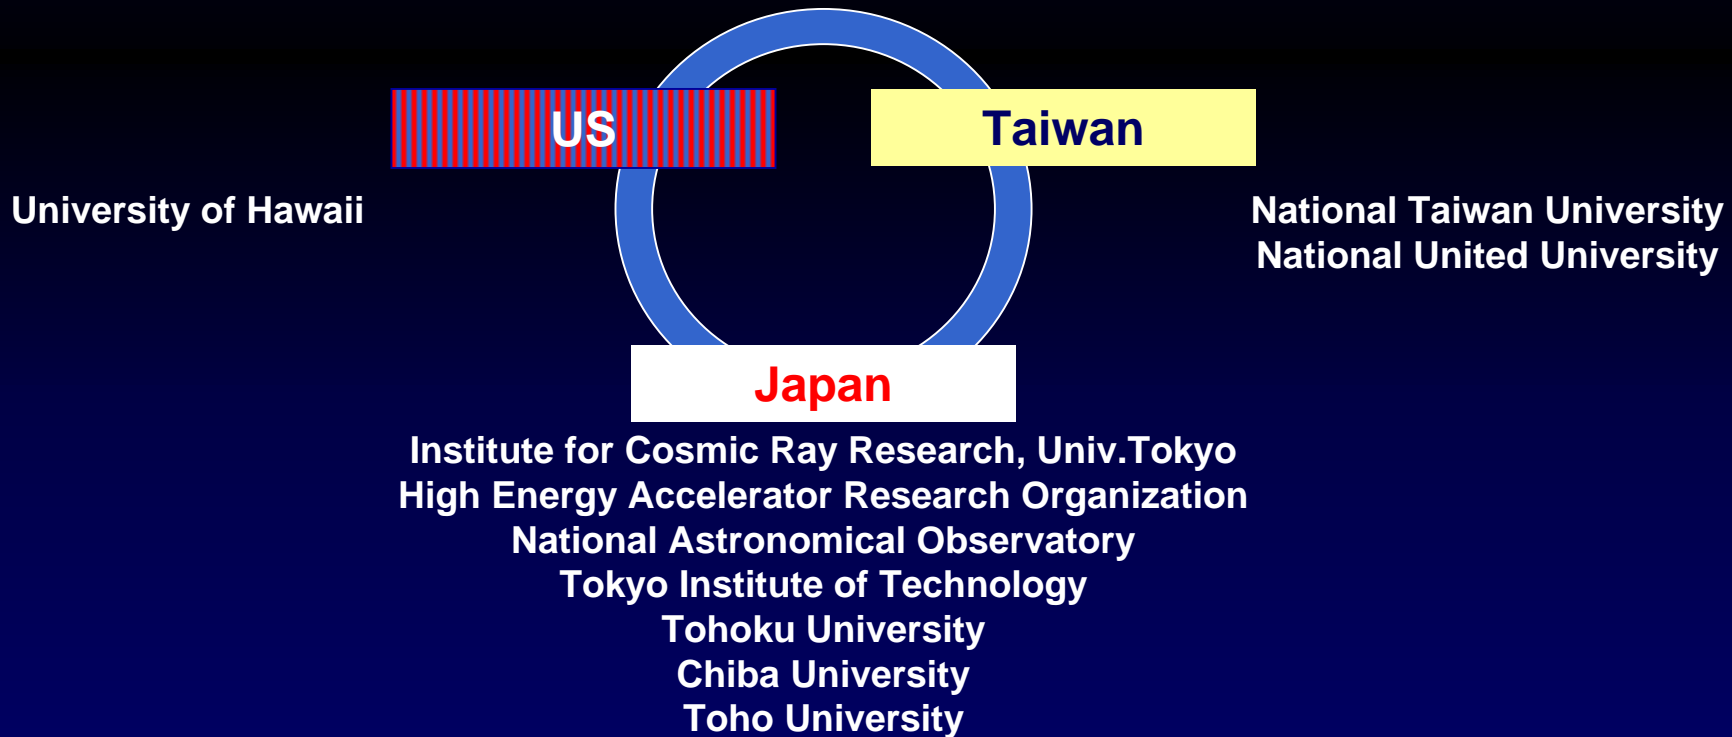 US
Taiwan
University of Hawaii
National Taiwan University
National United University
Japan
Institute for Cosmic Ray Research, Univ.Tokyo
High Energy Accelerator Research Organization
National Astronomical Observatory
Tokyo Institute of Technology
Tohoku University
Chiba University
Toho University